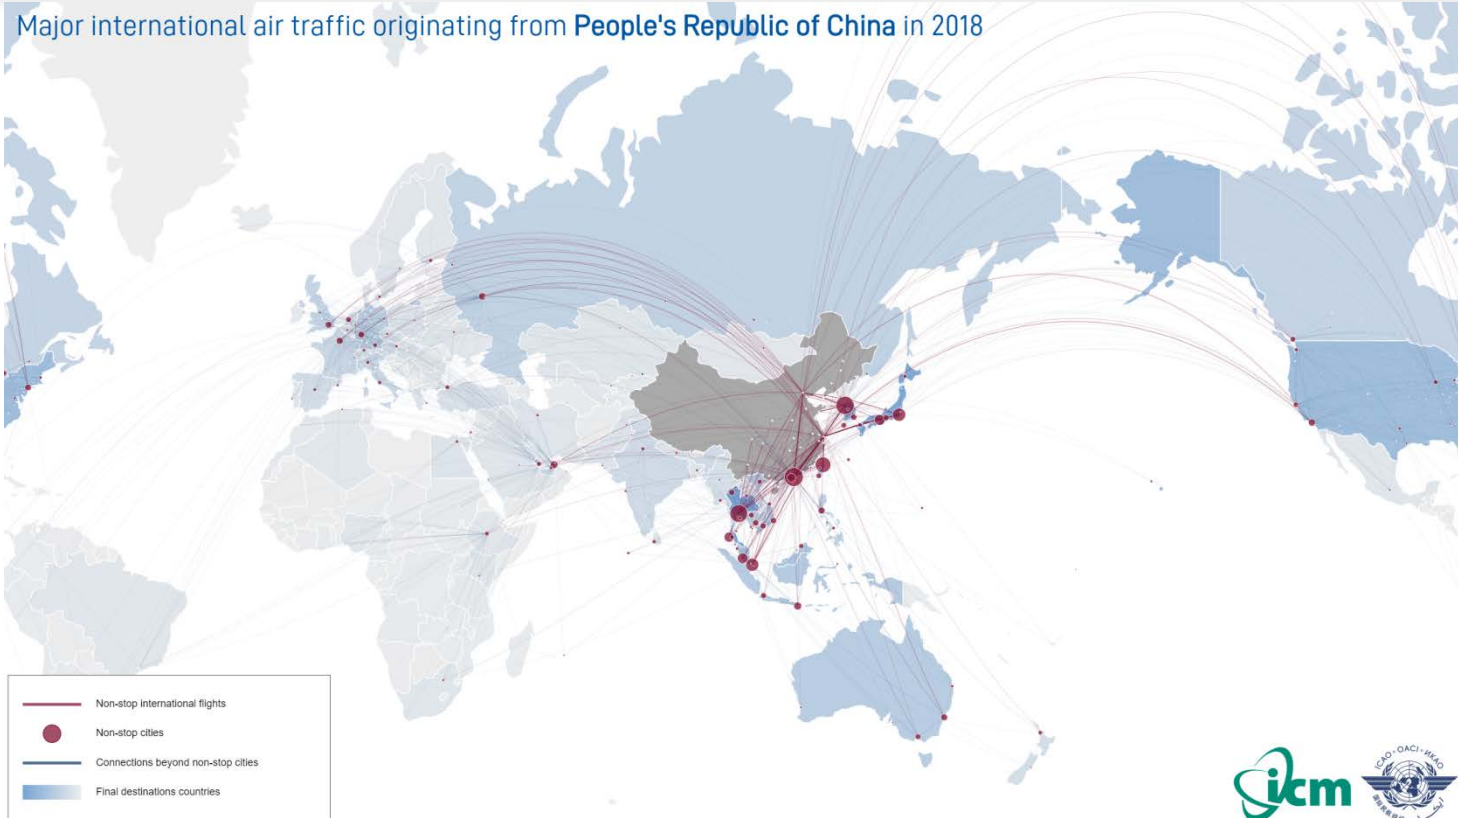 Major international air traffic originating from People's Republic of China in 2018
Non-stop international flights
Non-stop cities
Connections beyond non-stop cities
Final destinations countries
icm
ICAO · OACI · ИКАО